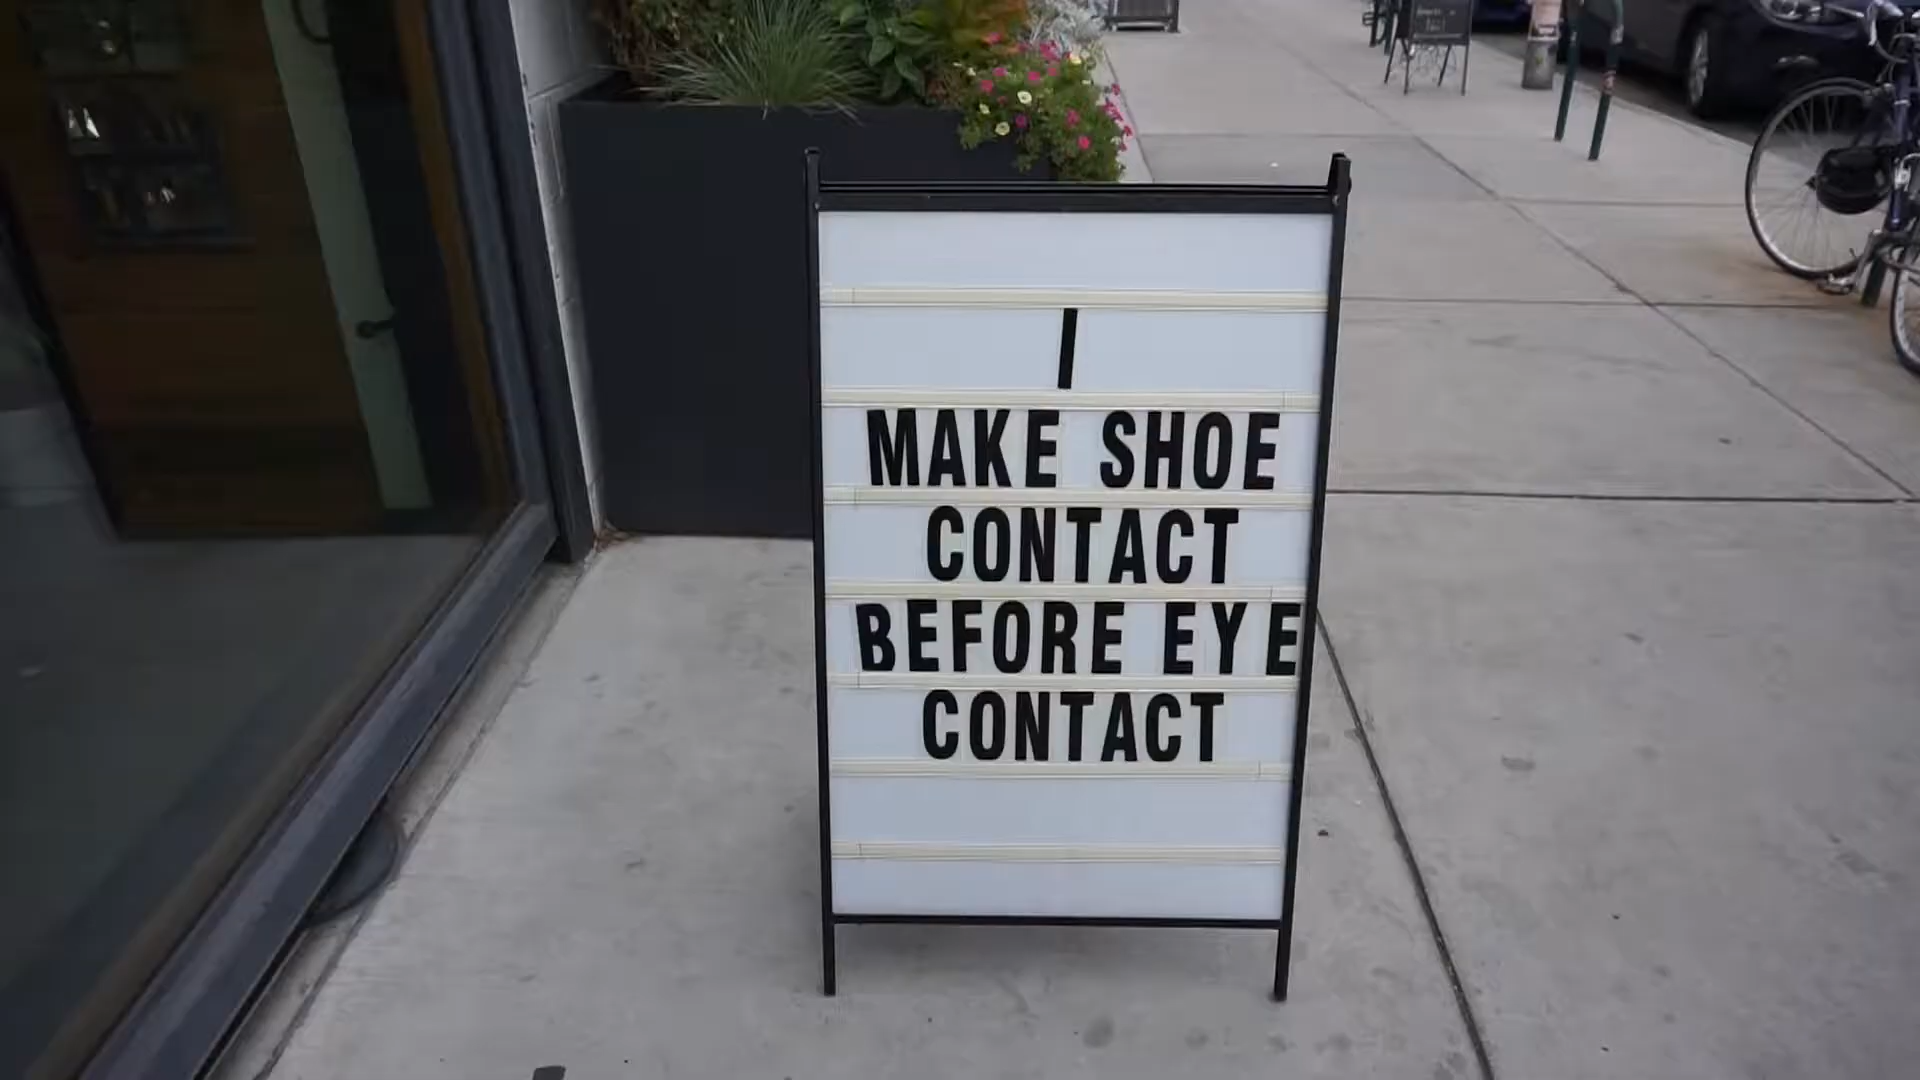 I
MAKE SHOE
CONTACT
BEFORE EYE
CONTACT